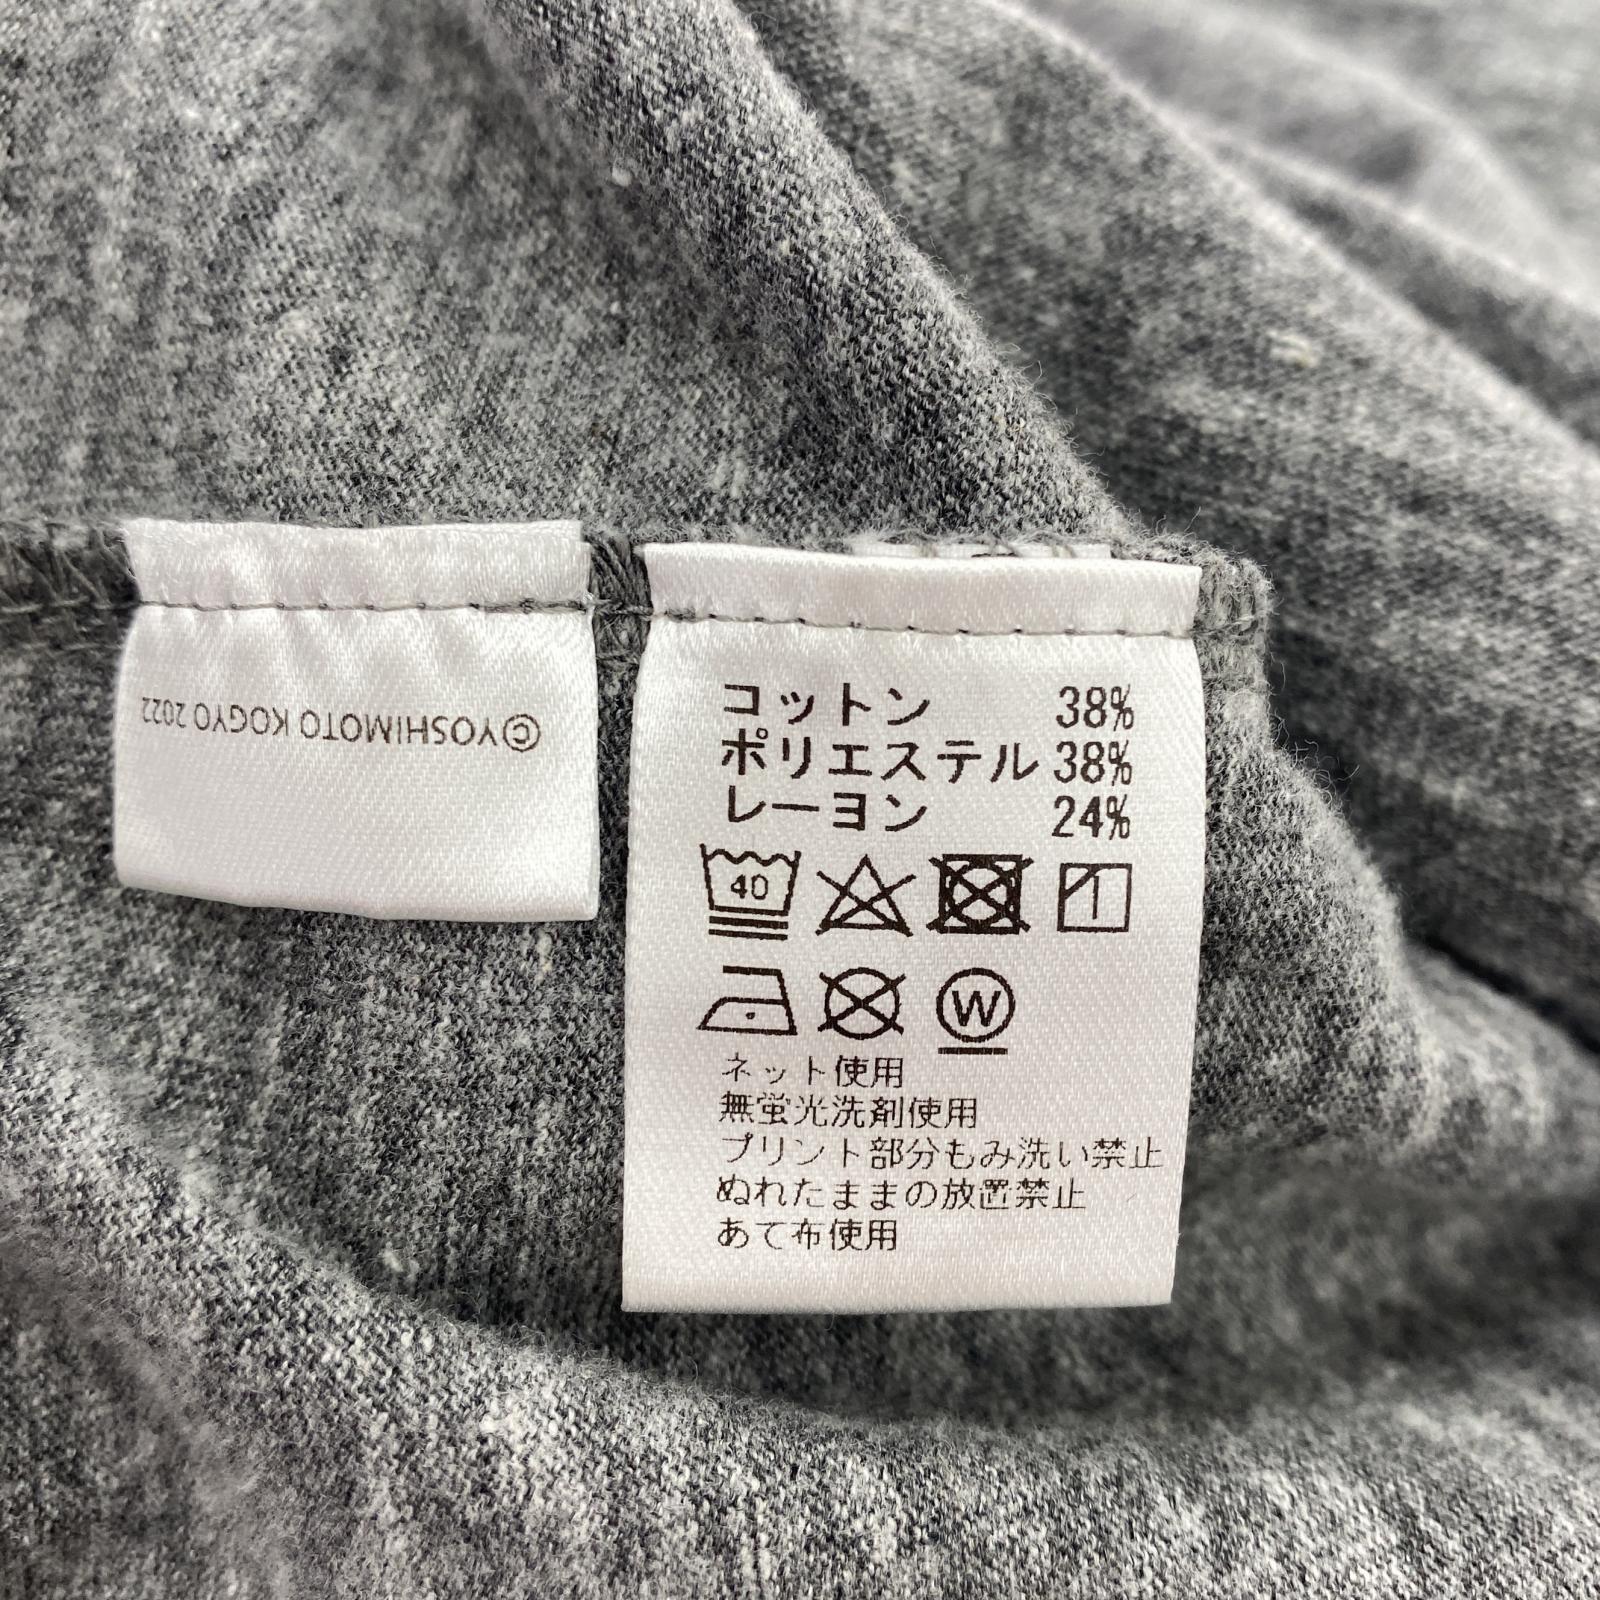 ©YOSHIMOTO KOGYO 2022
コットン 38%
ポリエステル 38%
レーヨン 24%
40
W
ネット使用
無蛍光洗剤使用
プリント部分もみ洗い禁止
ぬれたままの放置禁止
あて布使用